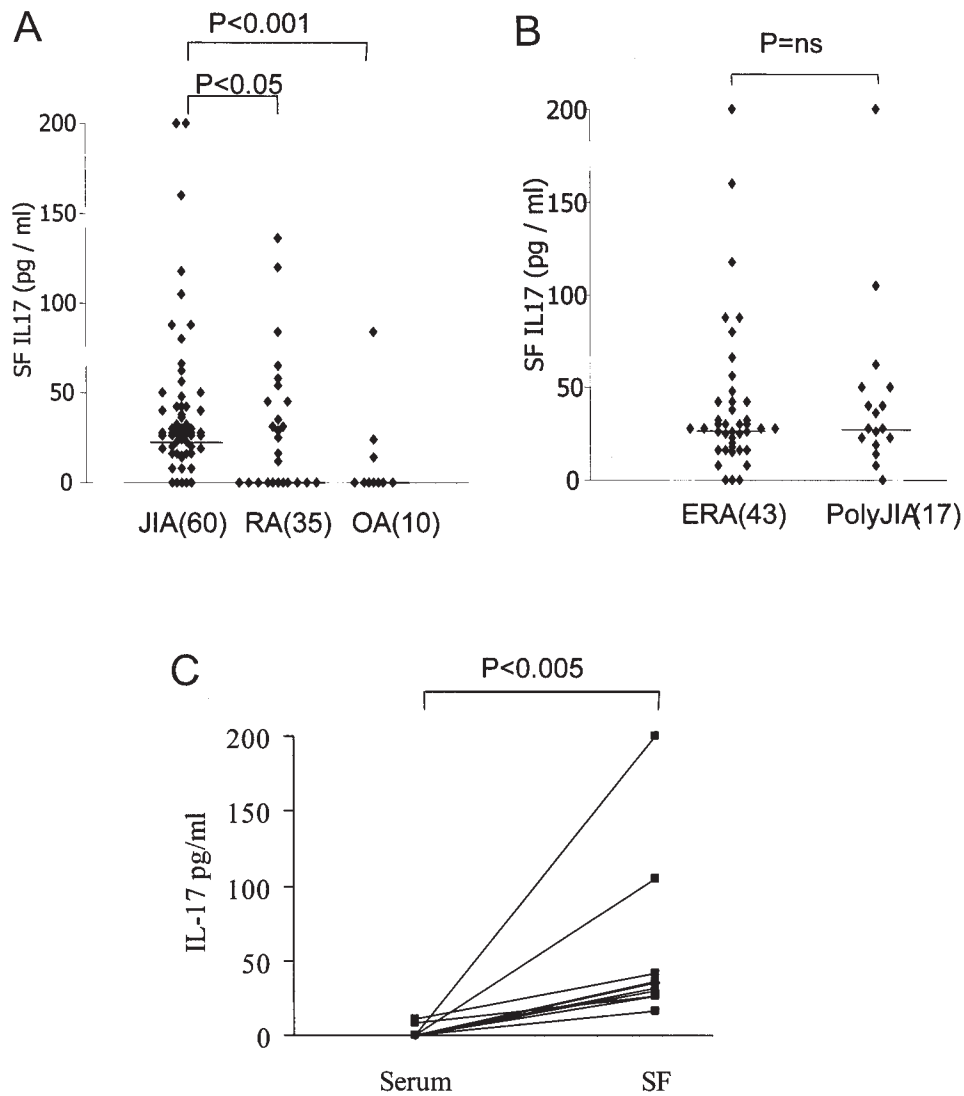 A
P<0.001
P<0.05
SF IL17 (pg / ml)
200
150
100
50
0
JIA(60) RA(35) OA(10)
B
P=ns
SF IL17 (pg / ml)
200
150
100
50
0
ERA(43) PolyJIA(17)
C
P<0.005
IL-17 pg/ml
200
150
100
50
0
Serum SF